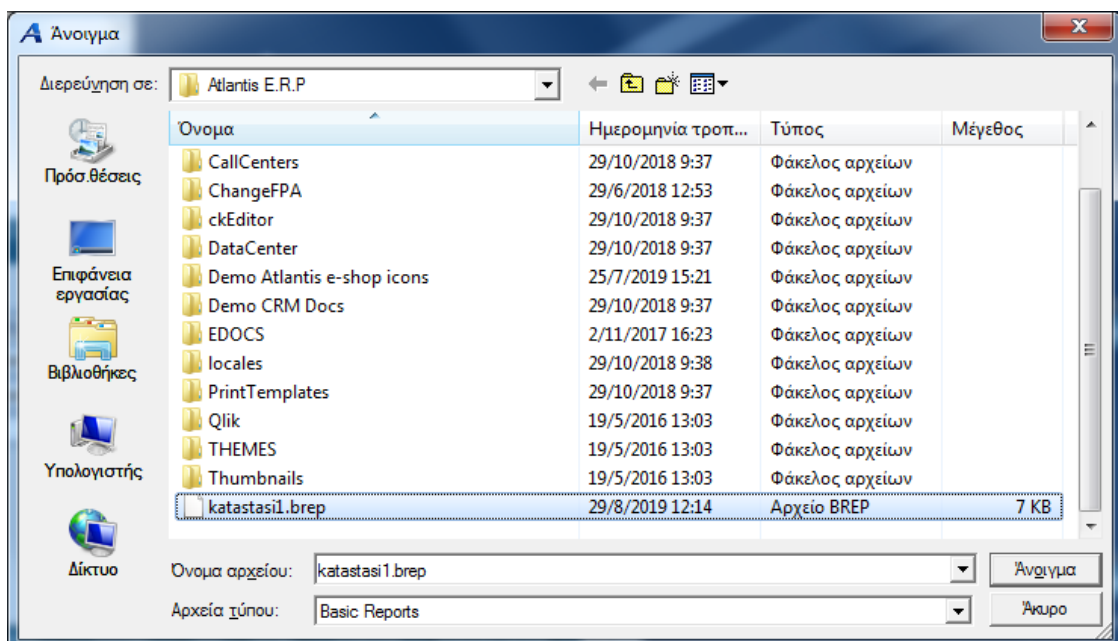 Άνοιγμα
Διερεύνηση σε: Atlantis E.R.P
Όνομα Ημερομηνία τροπ... Τύπος Μέγεθος
CallCenters 29/10/2018 9:37 Φάκελος αρχείων
ChangeFPA 29/6/2018 12:53 Φάκελος αρχείων
ckEditor 29/10/2018 9:37 Φάκελος αρχείων
DataCenter 29/10/2018 9:37 Φάκελος αρχείων
Demo Atlantis e-shop icons 25/7/2019 15:21 Φάκελος αρχείων
Demo CRM Docs 29/10/2018 9:37 Φάκελος αρχείων
EDOCS 2/11/2017 16:23 Φάκελος αρχείων
locales 29/10/2018 9:38 Φάκελος αρχείων
PrintTemplates 29/10/2018 9:37 Φάκελος αρχείων
Qlik 19/5/2016 13:03 Φάκελος αρχείων
THEMES 19/5/2016 13:03 Φάκελος αρχείων
Thumbnails 19/5/2016 13:03 Φάκελος αρχείων
katastasi1.brep 29/8/2019 12:14 Αρχείο BREP 7 KB
Πρόσ.θέσεις
Επιφάνεια
εργασίας
Βιβλιοθήκες
Υπολογιστής
Δίκτυο
Όνομα αρχείου: katastasi1.brep Άνοιγμα
Αρχεία τύπου: Basic Reports Άκυρο